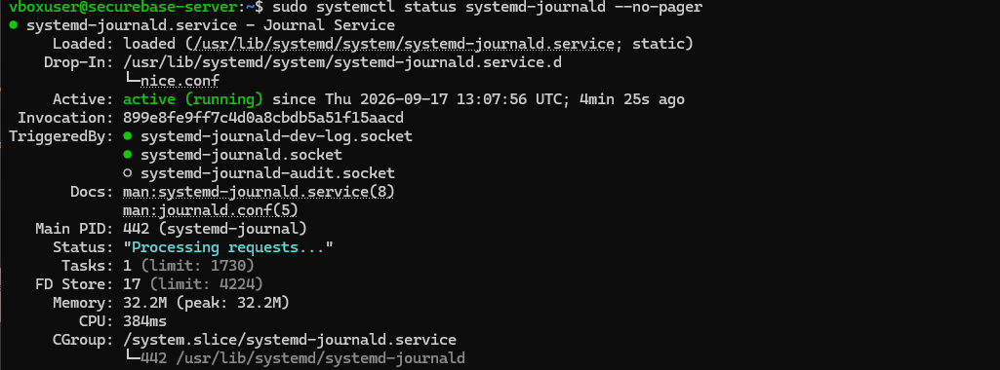 vboxuser@securebase-server:~$ sudo systemctl status systemd-journald --no-pager
● systemd-journald.service - Journal Service
     Loaded: loaded (/usr/lib/systemd/system/systemd-journald.service; static)
    Drop-In: /usr/lib/systemd/system/systemd-journald.service.d
             └─nice.conf
     Active: active (running) since Thu 2026-09-17 13:07:56 UTC; 4min 25s ago
 Invocation: 899e8fe9ff7c4d0a8cbdb5a51f15aacd
TriggeredBy: ● systemd-journald-dev-log.socket
             ● systemd-journald.socket
             ○ systemd-journald-audit.socket
       Docs: man:systemd-journald.service(8)
             man:journald.conf(5)
   Main PID: 442 (systemd-journal)
     Status: "Processing requests..."
      Tasks: 1 (limit: 1730)
   FD Store: 17 (limit: 4224)
     Memory: 32.2M (peak: 32.2M)
        CPU: 384ms
     CGroup: /system.slice/systemd-journald.service
             └─442 /usr/lib/systemd/systemd-journald